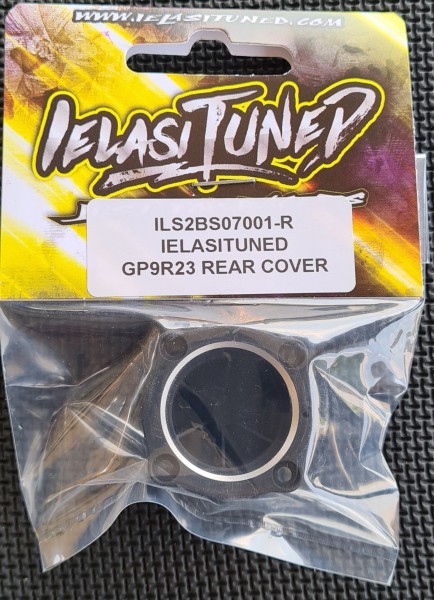 www.IELASITUNED.com
IELASITUNED
ILS2BS07001-R
IELASITUNED
GP9R23 REAR COVER